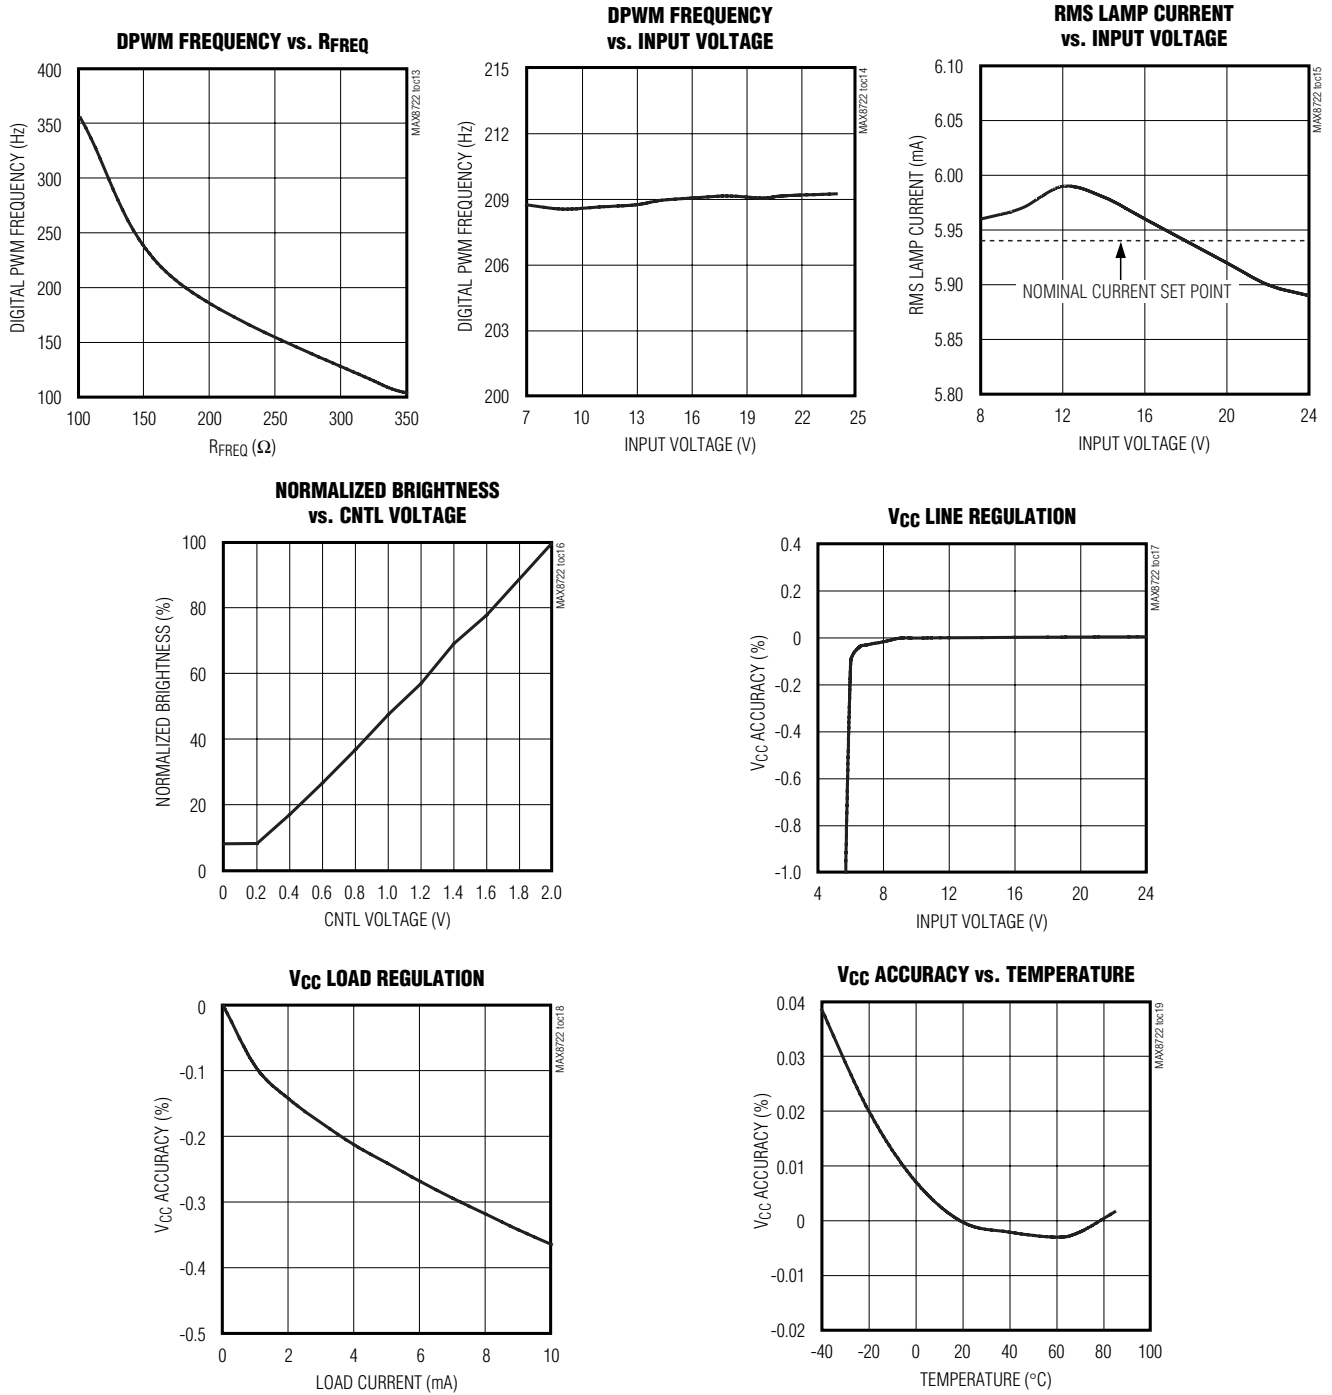 DPWM FREQUENCY vs. RFREQ
400
350
300
250
200
150
100
100 150 200 250 300 350
DIGITAL PWM FREQUENCY (Hz)
RFREQ (Ω)
MAX8722 toc13
DPWM FREQUENCY
vs. INPUT VOLTAGE
215
212
209
206
203
200
7 10 13 16 19 22 25
DIGITAL PWM FREQUENCY (Hz)
INPUT VOLTAGE (V)
MAX8722 toc14
RMS LAMP CURRENT
vs. INPUT VOLTAGE
6.10
6.05
6.00
5.95
5.90
5.85
5.80
8 12 16 20 24
RMS LAMP CURRENT (mA)
NOMINAL CURRENT SET POINT
INPUT VOLTAGE (V)
MAX8722 toc15
NORMALIZED BRIGHTNESS
vs. CNTL VOLTAGE
100
80
60
40
20
0
0 0.2 0.4 0.6 0.8 1.0 1.2 1.4 1.6 1.8 2.0
NORMALIZED BRIGHTNESS (%)
CNTL VOLTAGE (V)
MAX8722 toc16
VCC LINE REGULATION
0.4
0.2
0
-0.2
-0.4
-0.6
-0.8
-1.0
4 8 12 16 20 24
VCC ACCURACY (%)
INPUT VOLTAGE (V)
MAX8722 toc17
VCC LOAD REGULATION
0
-0.1
-0.2
-0.3
-0.4
-0.5
0 2 4 6 8 10
VCC ACCURACY (%)
LOAD CURRENT (mA)
MAX8722 toc18
VCC ACCURACY vs. TEMPERATURE
0.04
0.03
0.02
0.01
0
-0.01
-0.02
-40 -20 0 20 40 60 80 100
VCC ACCURACY (%)
TEMPERATURE (°C)
MAX8722 toc19